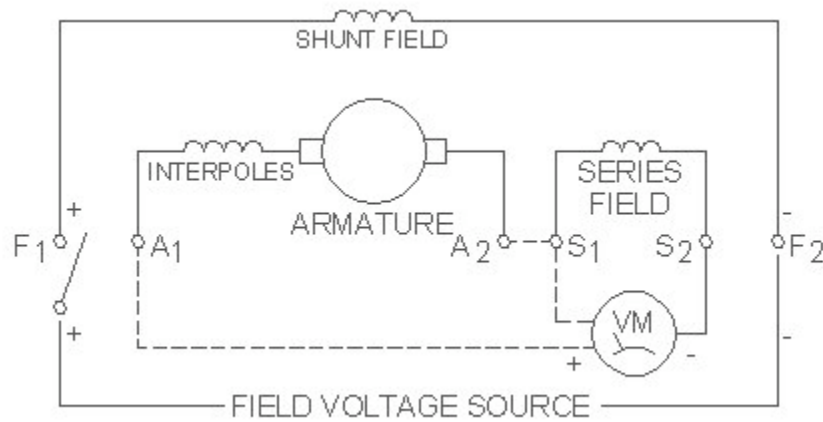 SHUNT FIELD
INTERPOLES
ARMATURE
SERIES
FIELD
+
-
F1
A1
A2
S1
S2
F2
VM
+
+
-
-
FIELD VOLTAGE SOURCE